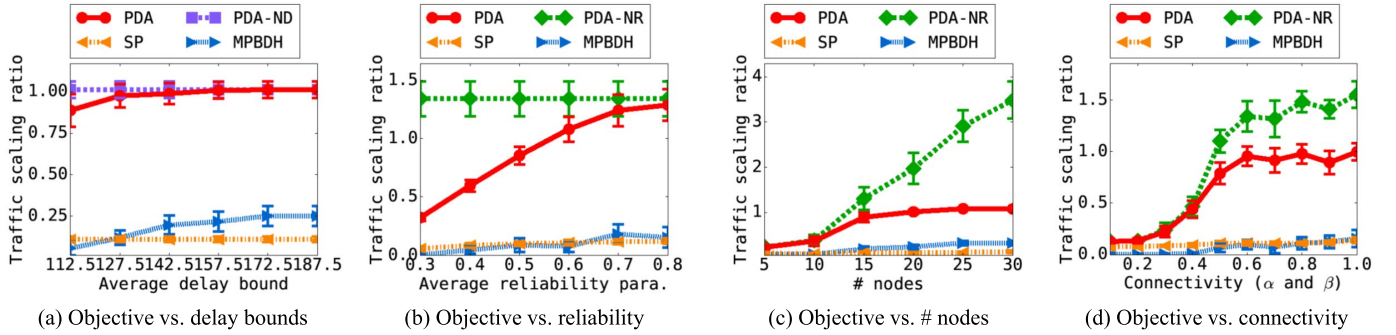 PDA PDA-ND
SP MPBDH
Traffic scaling ratio
1.00
0.75
0.50
0.25
112.5127.5142.5157.5172.5187.5
Average delay bound
(a) Objective vs. delay bounds
PDA PDA-NR
SP MPBDH
Traffic scaling ratio
1.5
1.0
0.5
0.0
0.3 0.4 0.5 0.6 0.7 0.8
Average reliability para.
(b) Objective vs. reliability
PDA PDA-NR
SP MPBDH
Traffic scaling ratio
4
3
2
1
5 10 15 20 25 30
# nodes
(c) Objective vs. # nodes
PDA PDA-NR
SP MPBDH
Traffic scaling ratio
1.5
1.0
0.5
0.0
0.2 0.4 0.6 0.8 1.0
Connectivity (α and β)
(d) Objective vs. connectivity